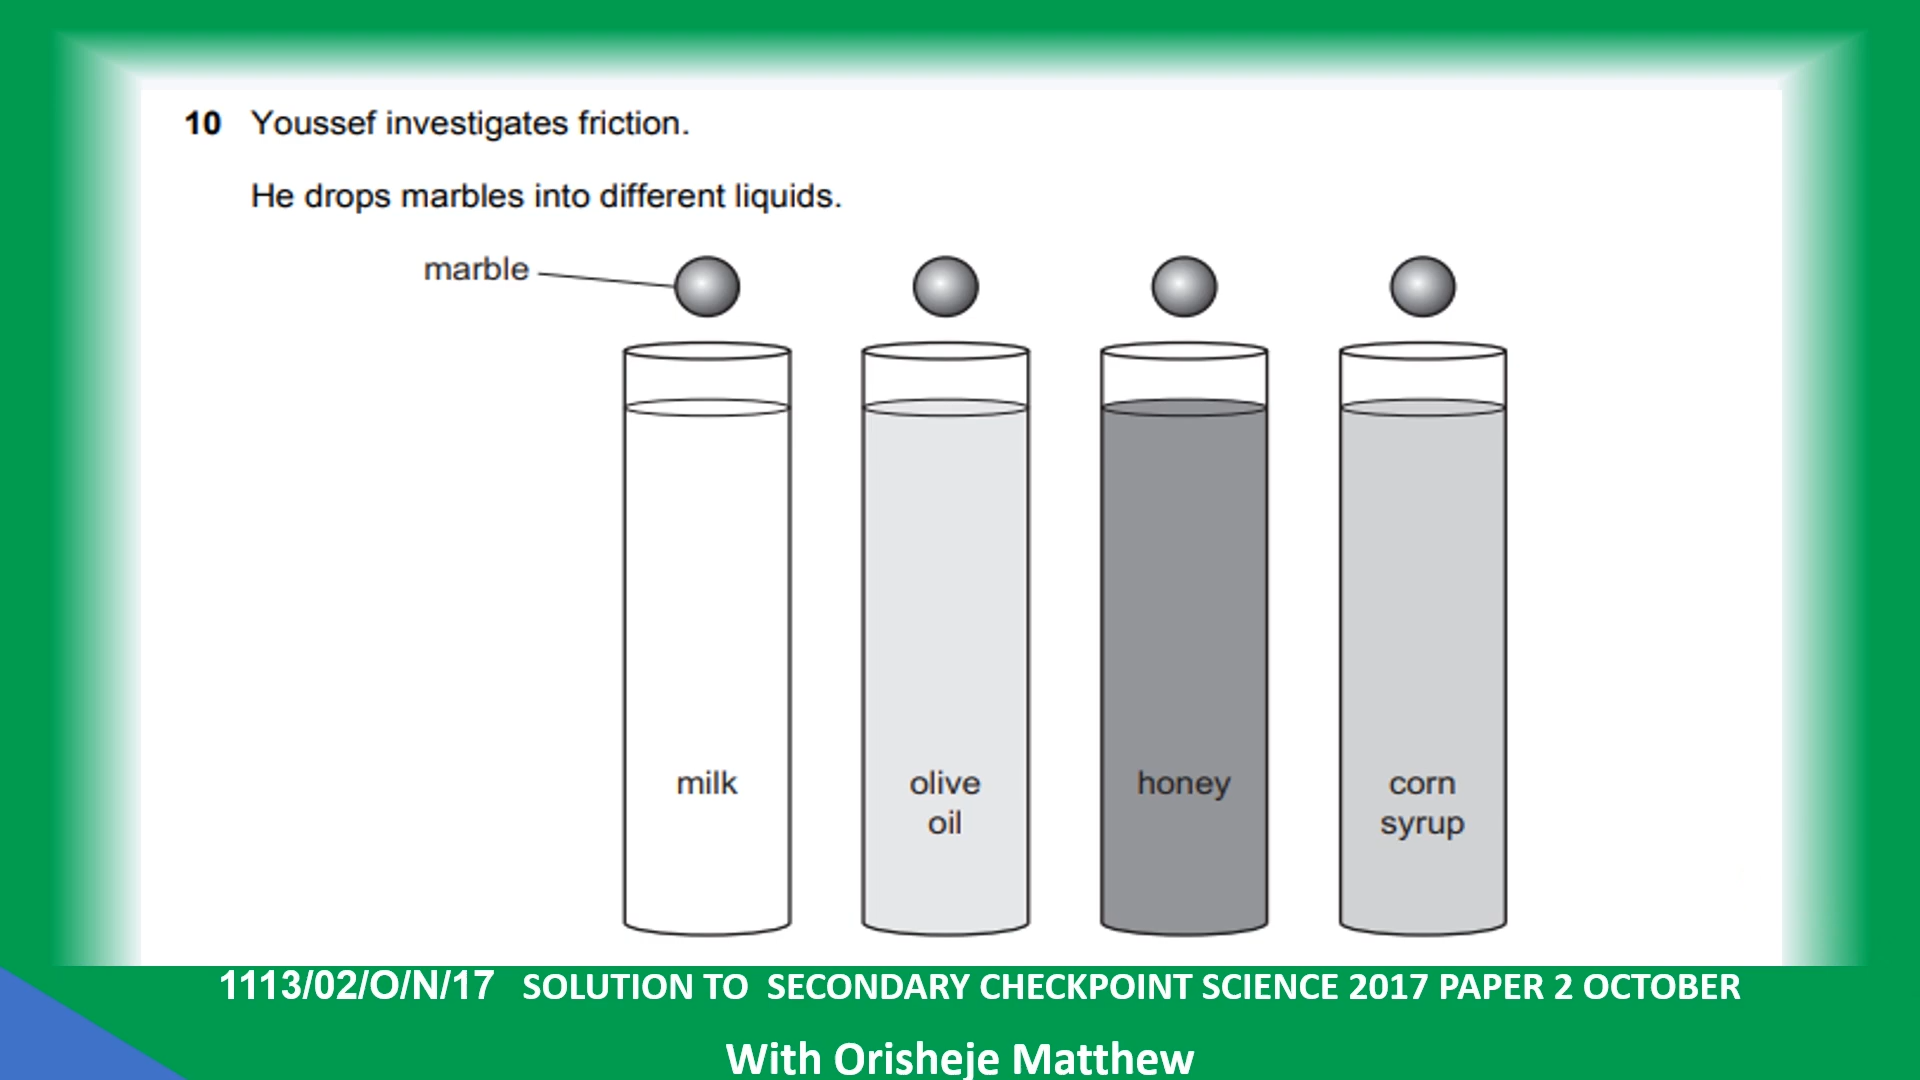 10 Youssef investigates friction.
He drops marbles into different liquids.
marble
milk
olive
oil
honey
corn
syrup
1113/02/O/N/17 SOLUTION TO SECONDARY CHECKPOINT SCIENCE 2017 PAPER 2 OCTOBER
With Orisheje Matthew